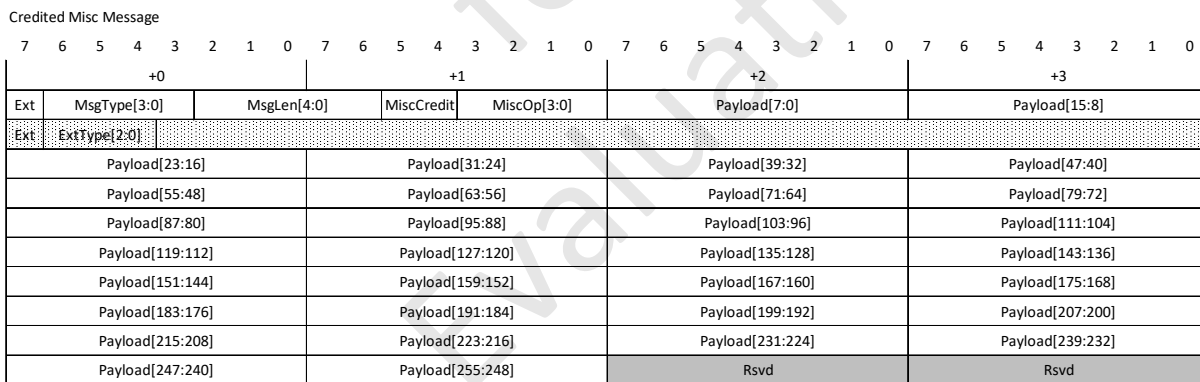 Credited Misc Message
7 6 5 4 3 2 1 0 7 6 5 4 3 2 1 0 7 6 5 4 3 2 1 0 7 6 5 4 3 2 1 0
+0 +1 +2 +3
Ext MsgType[3:0] MsgLen[4:0] MiscCredit MiscOp[3:0] Payload[7:0] Payload[15:8]
Ext ExtType[2:0]
Payload[23:16] Payload[31:24] Payload[39:32] Payload[47:40]
Payload[55:48] Payload[63:56] Payload[71:64] Payload[79:72]
Payload[87:80] Payload[95:88] Payload[103:96] Payload[111:104]
Payload[119:112] Payload[127:120] Payload[135:128] Payload[143:136]
Payload[151:144] Payload[159:152] Payload[167:160] Payload[175:168]
Payload[183:176] Payload[191:184] Payload[199:192] Payload[207:200]
Payload[215:208] Payload[223:216] Payload[231:224] Payload[239:232]
Payload[247:240] Payload[255:248] Rsvd Rsvd